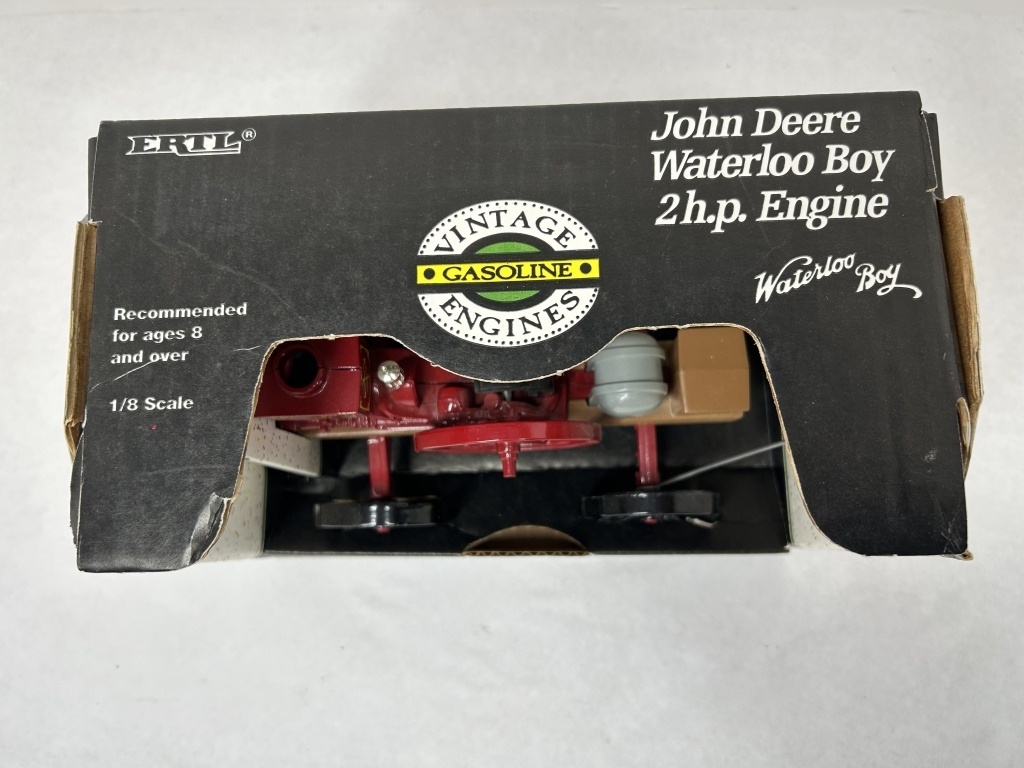 ERTL®
John Deere
Waterloo Boy
2 h.p. Engine
VINTAGE
GASOLINE
ENGINES
Waterloo Boy
Recommended
for ages 8
and over
1/8 Scale